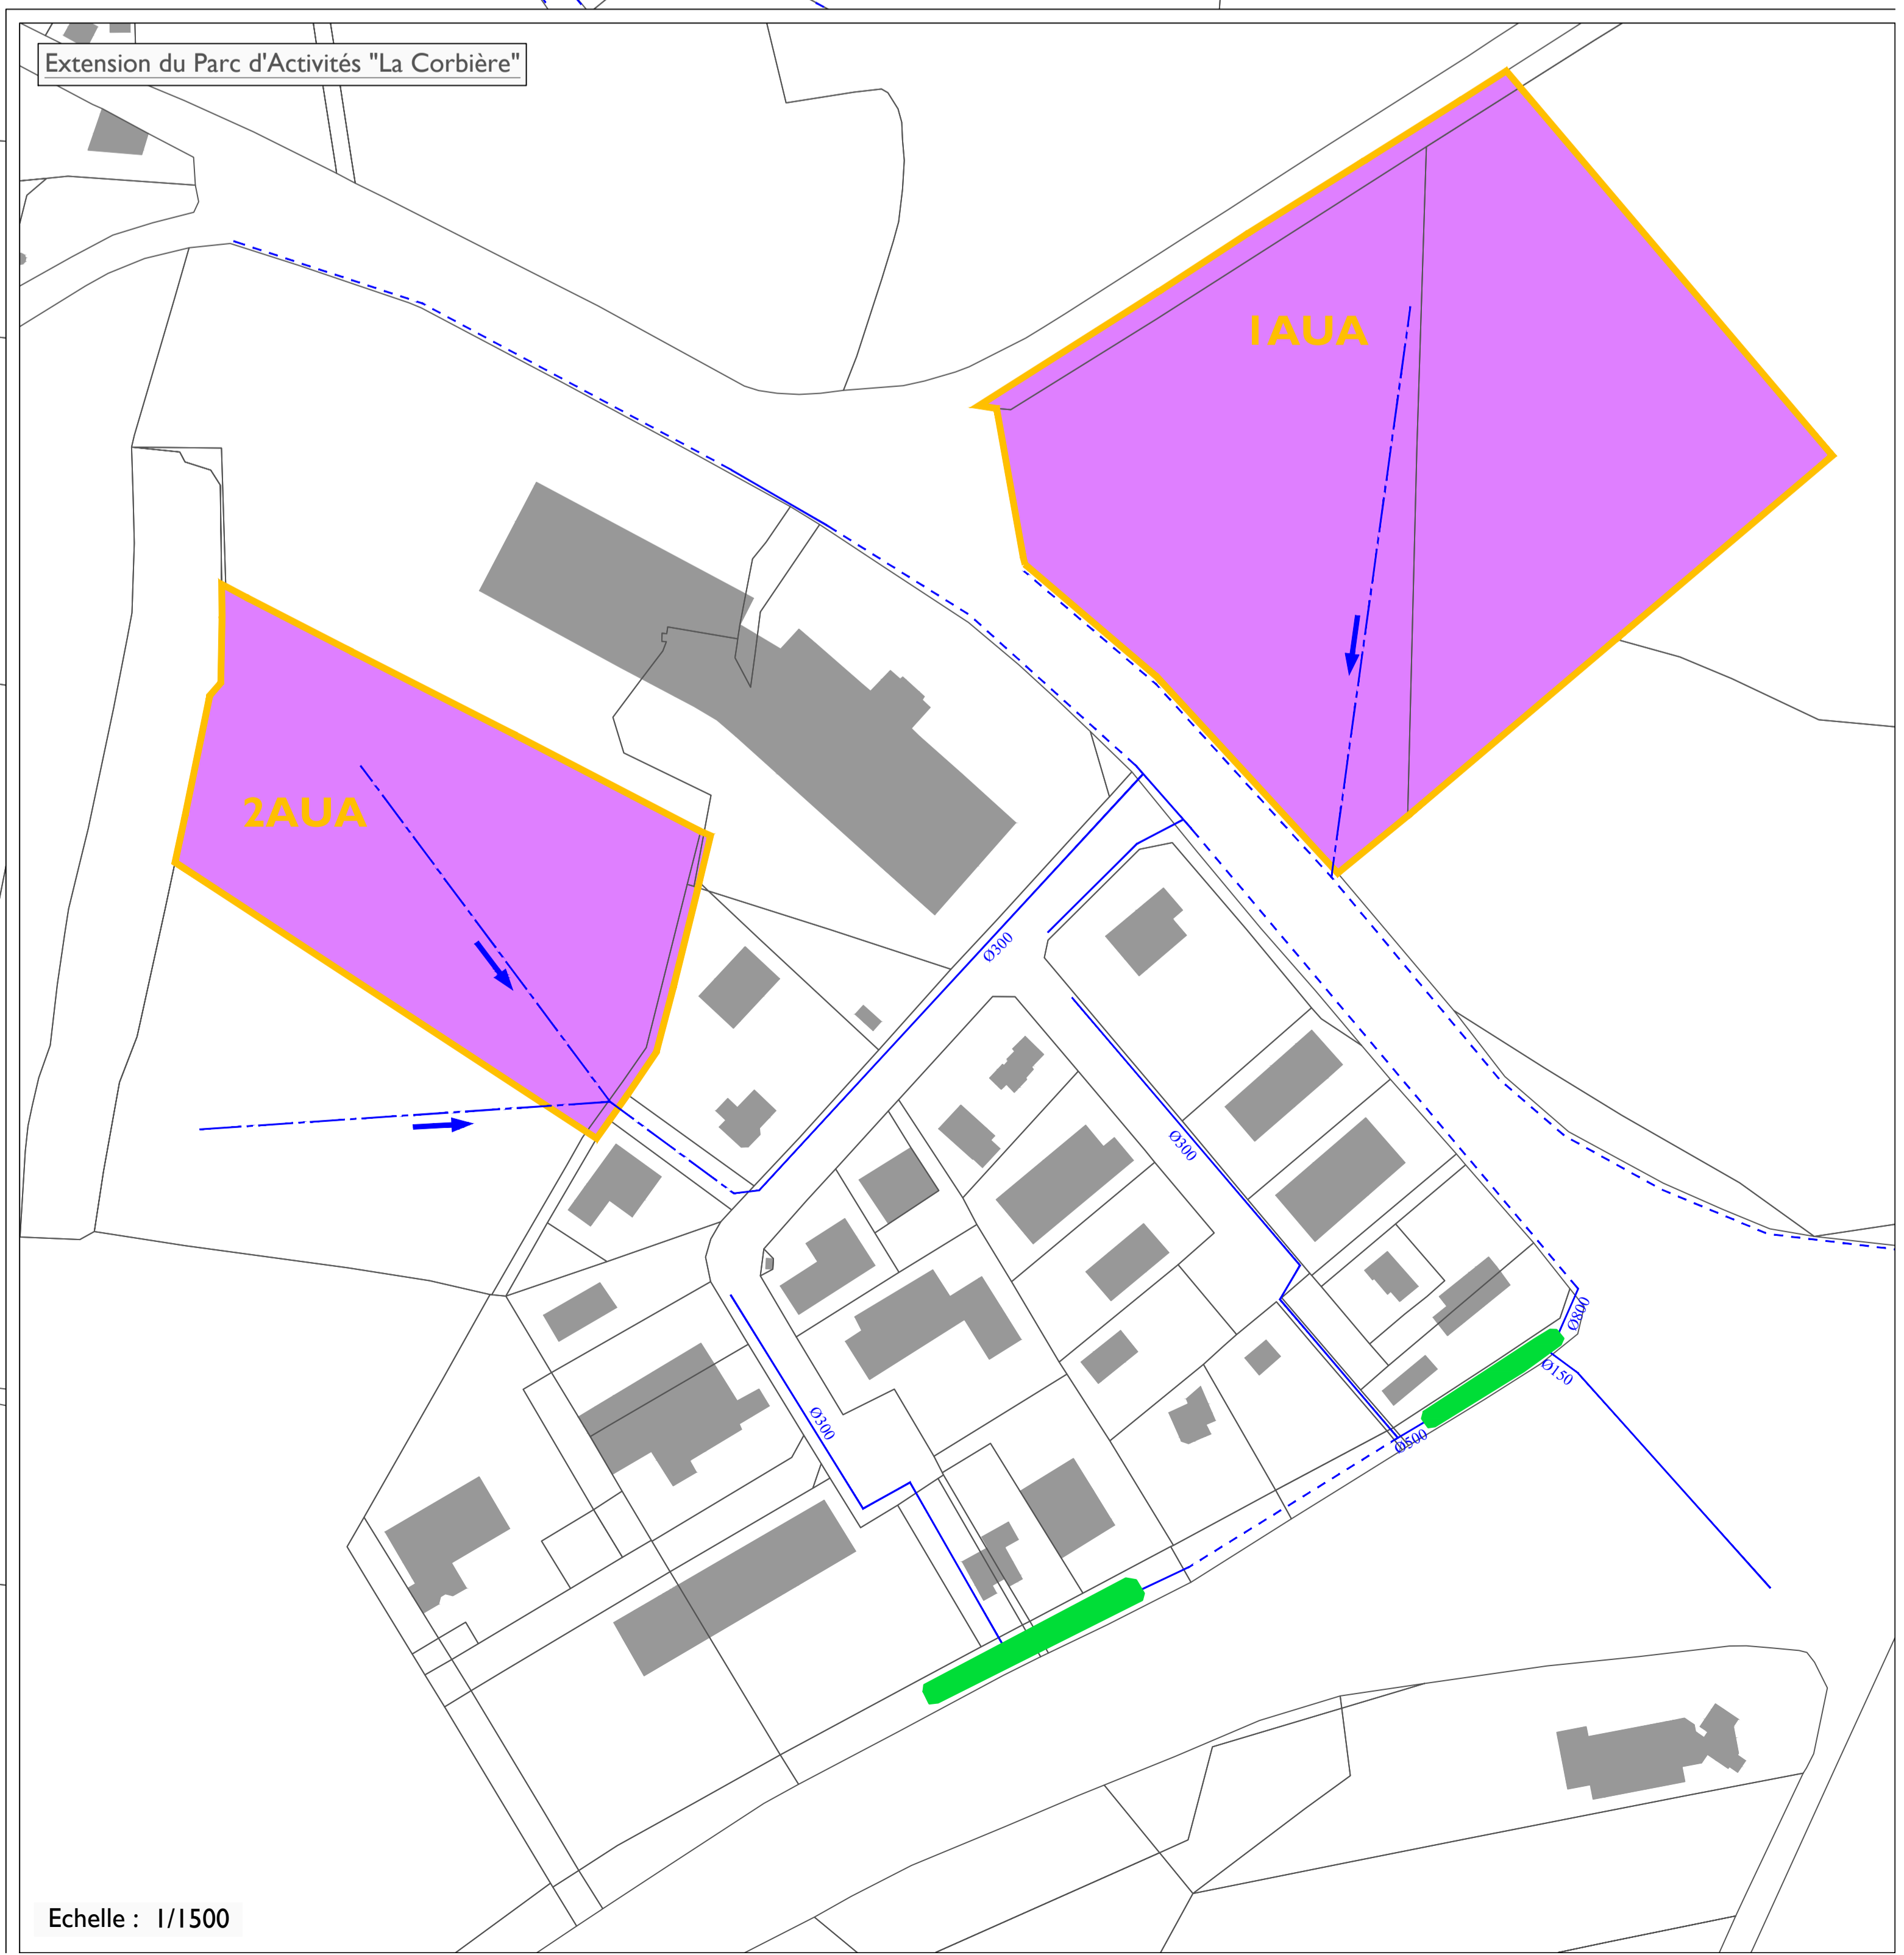 Extension du Parc d'Activités "La Corbière"
1AUA
2AUA
Ø300
Ø300
Ø800
Ø150
Ø300
Ø500
Echelle : 1/1500